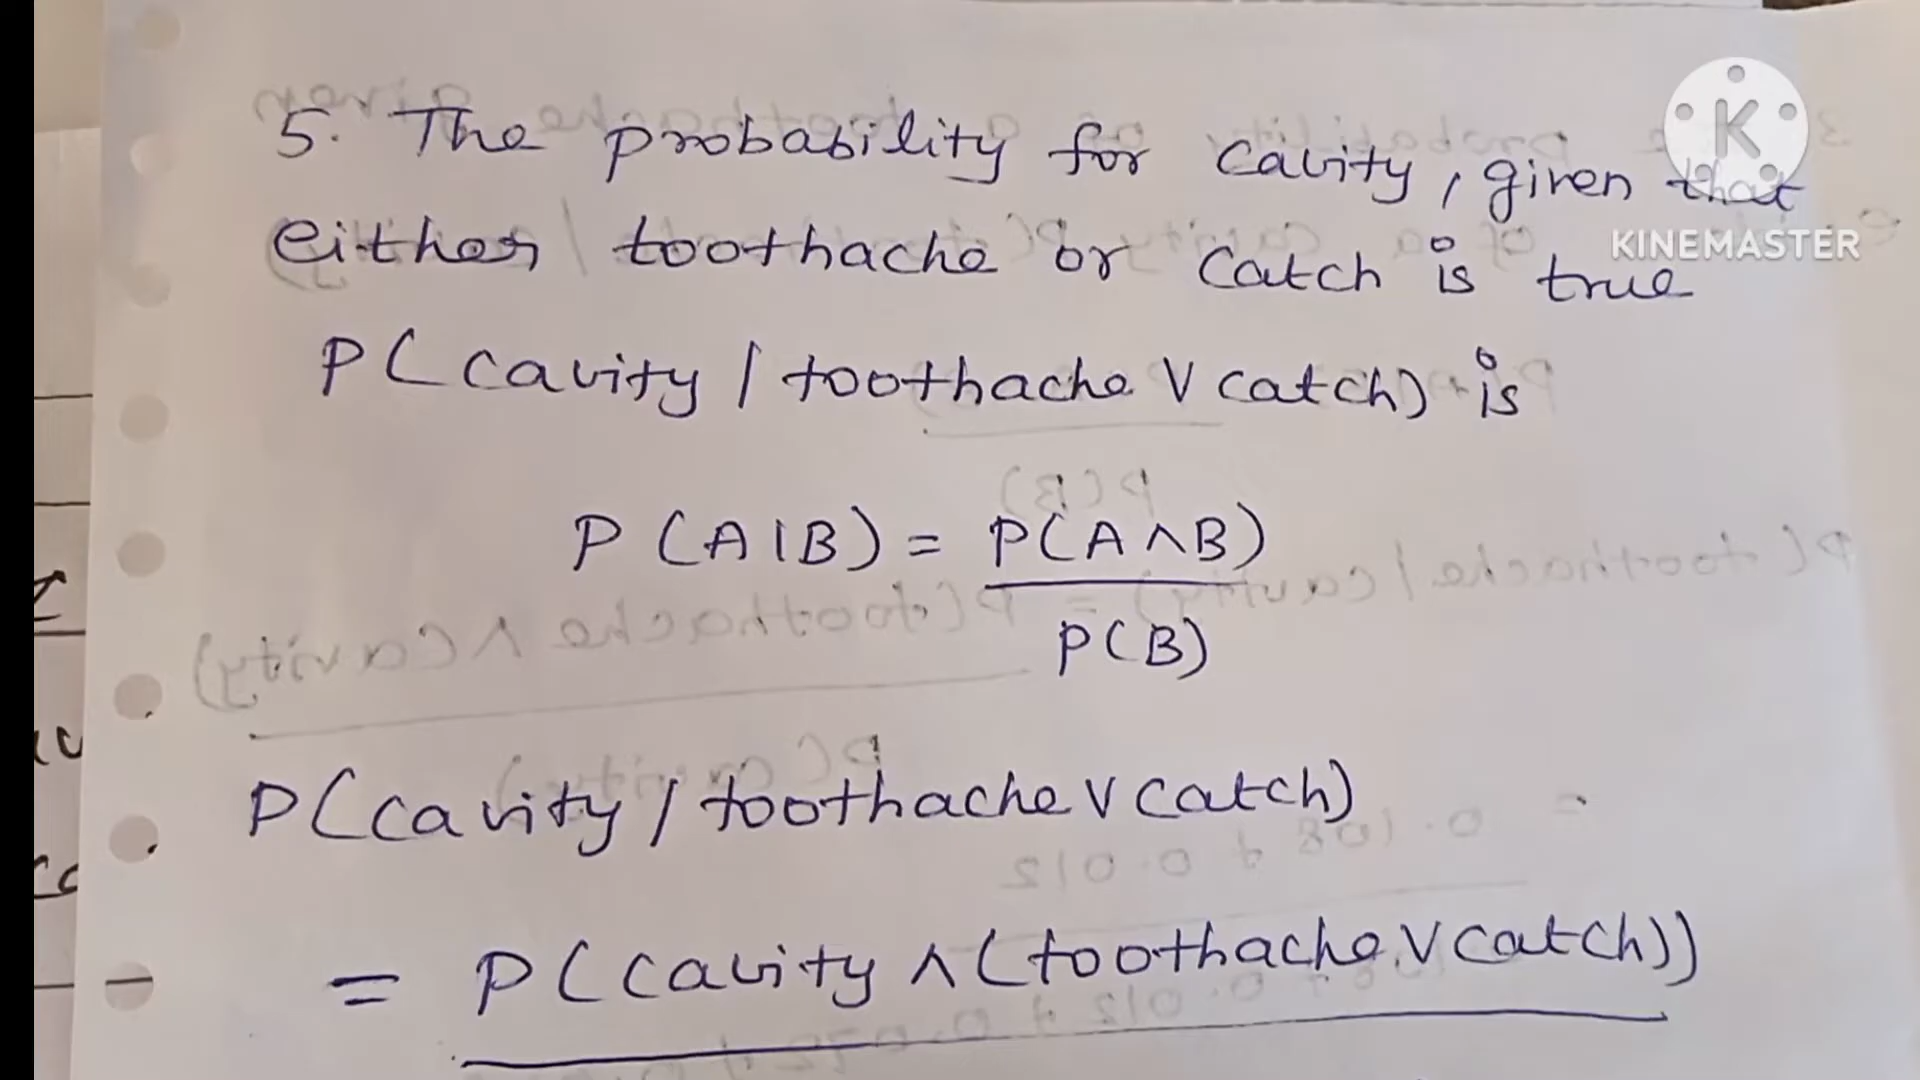 5. The probability for cavity, given that
either toothache or catch is true
P(cavity / toothache ∨ catch) is
P(A|B) = P(A∧B)
P(B)
P(cavity / toothache ∨ catch)
= P(cavity ∧ (toothache ∨ catch))
K
KINEMASTER